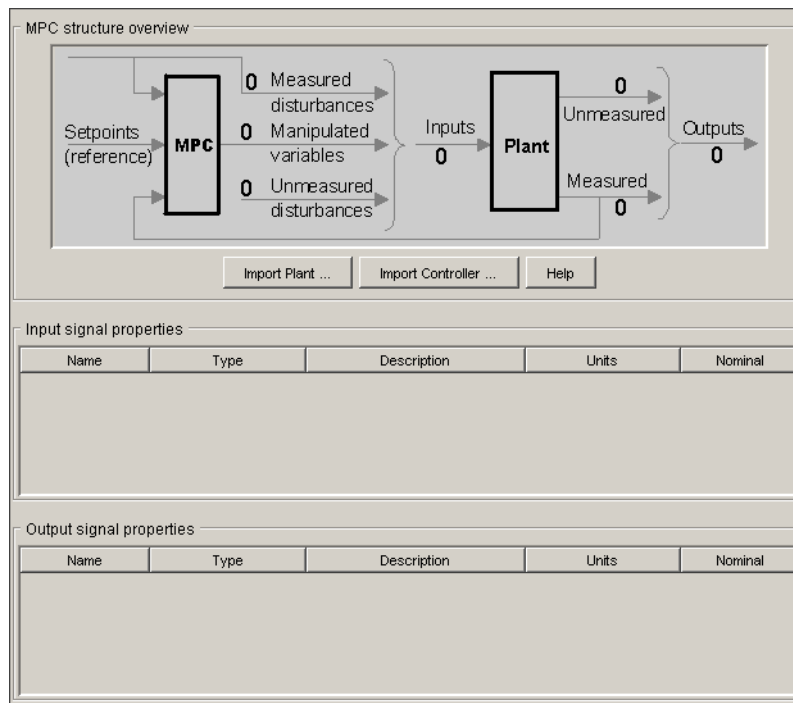 MPC structure overview
0 Measured
disturbances
Setpoints
(reference)
MPC
0 Manipulated
variables
0 Unmeasured
disturbances
Inputs
0
Plant
0
Unmeasured
Measured
0
Outputs
0
Import Plant ... Import Controller ... Help
Input signal properties
Name Type Description Units Nominal
Output signal properties
Name Type Description Units Nominal